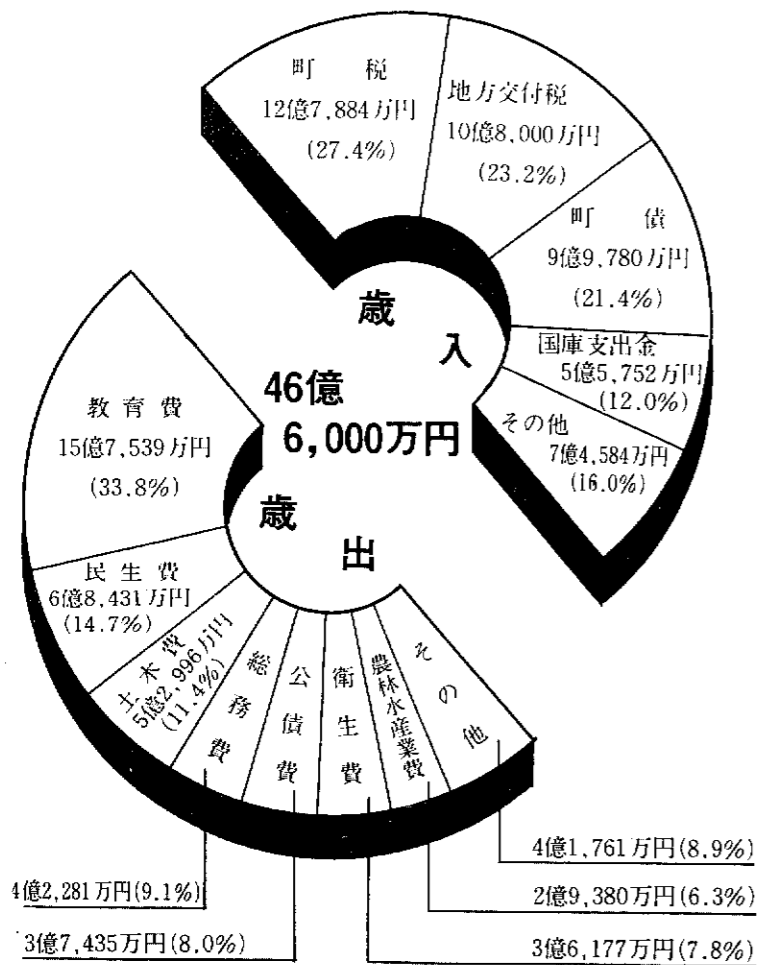 町税
12億7,884万円
(27.4%)
地方交付税
10億8,000万円
(23.2%)
町債
9億9,780万円
(21.4%)
国庫支出金
5億5,752万円
(12.0%)
その他
7億4,584万円
(16.0%)
歳入
46億
6,000万円
歳出
教育費
15億7,539万円
(33.8%)
民生費
6億8,431万円
(14.7%)
土木費
5億2,996万円
(11.4%)
総務費
公債費
衛生費
農林水産業費
その他
4億2,281万円(9.1%)
3億7,435万円(8.0%)
4億1,761万円(8.9%)
2億9,380万円(6.3%)
3億6,177万円(7.8%)